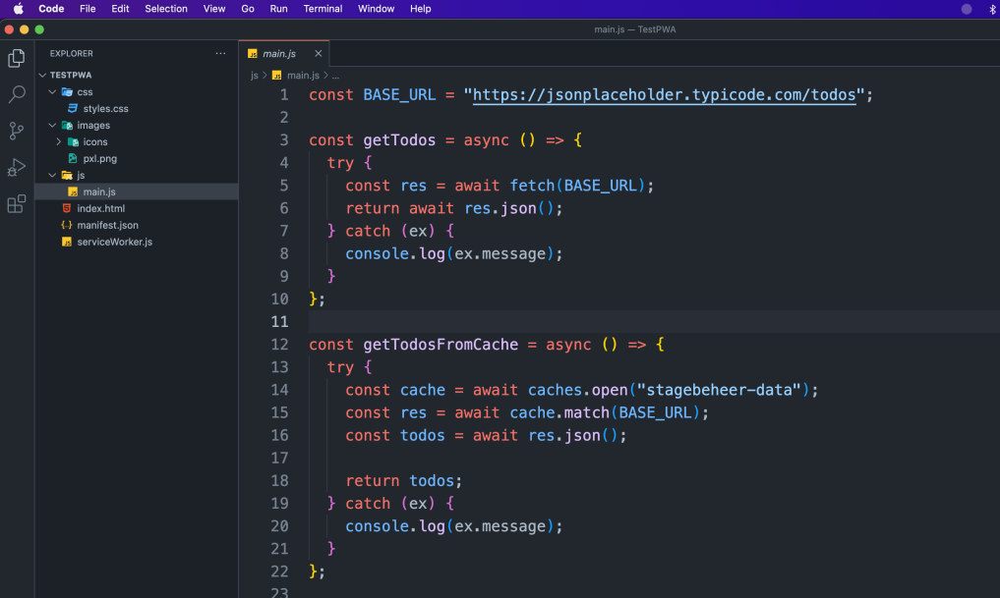 Code File Edit Selection View Go Run Terminal Window Help
main.js — TestPWA
EXPLORER ...
TESTPWA
css
styles.css
images
icons
pxl.png
js
main.js
index.html
manifest.json
serviceWorker.js
JS main.js ×
js > JS main.js > ...
1 const BASE_URL = "https://jsonplaceholder.typicode.com/todos";
2
3 const getTodos = async () => {
4 try {
5 const res = await fetch(BASE_URL);
6 return await res.json();
7 } catch (ex) {
8 console.log(ex.message);
9 }
10 };
11
12 const getTodosFromCache = async () => {
13 try {
14 const cache = await caches.open("stagebeheer-data");
15 const res = await cache.match(BASE_URL);
16 const todos = await res.json();
17
18 return todos;
19 } catch (ex) {
20 console.log(ex.message);
21 }
22 };
23